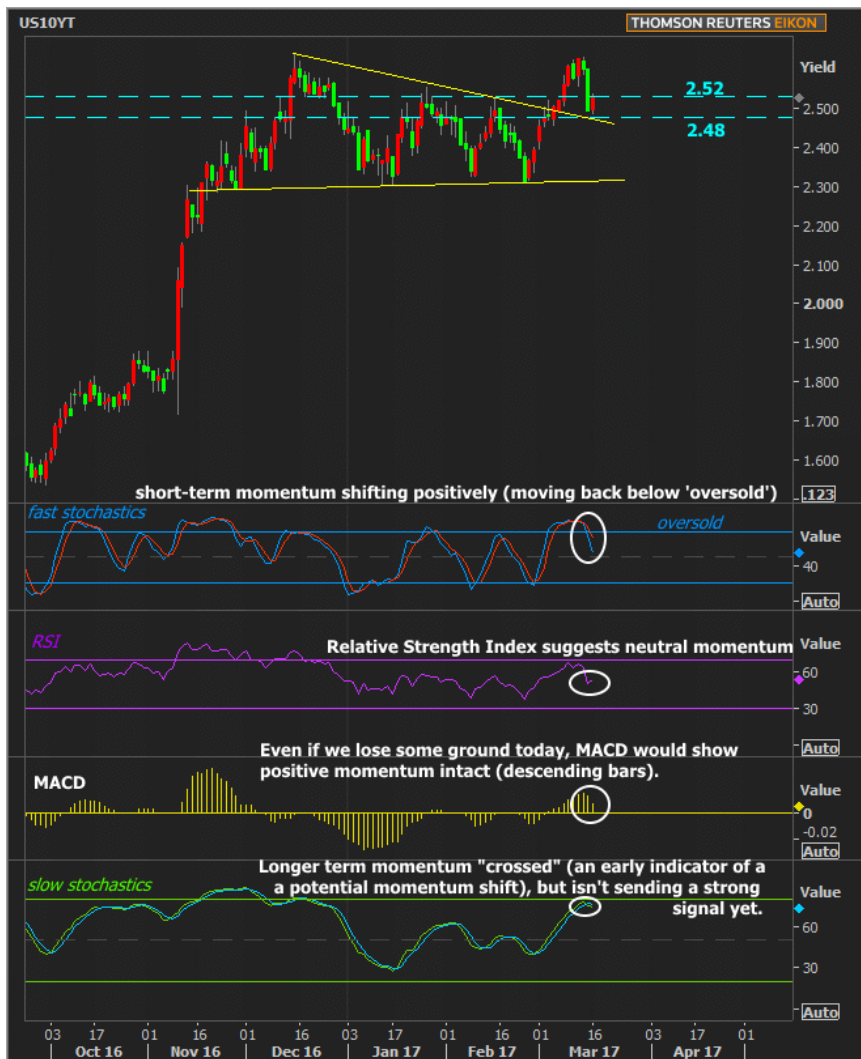 US10YT
THOMSON REUTERS EIKON
Yield
2.52
2.500
2.48
2.400
2.300
2.200
2.100
2.000
1.900
1.800
1.700
1.600
.123
short-term momentum shifting positively (moving back below 'oversold')
fast stochastics
oversold
Value
40
Auto
RSI
Relative Strength Index suggests neutral momentum
Value
60
30
Auto
Even if we lose some ground today, MACD would show
positive momentum intact (descending bars).
MACD
Value
0
-0.02
Auto
Longer term momentum "crossed" (an early indicator of a
a potential momentum shift), but isn't sending a strong
signal yet.
slow stochastics
Value
60
30
Auto
03 17 01 16 01 16 03 17 01 16 01 16 03 17 01
Oct 16 Nov 16 Dec 16 Jan 17 Feb 17 Mar 17 Apr 17